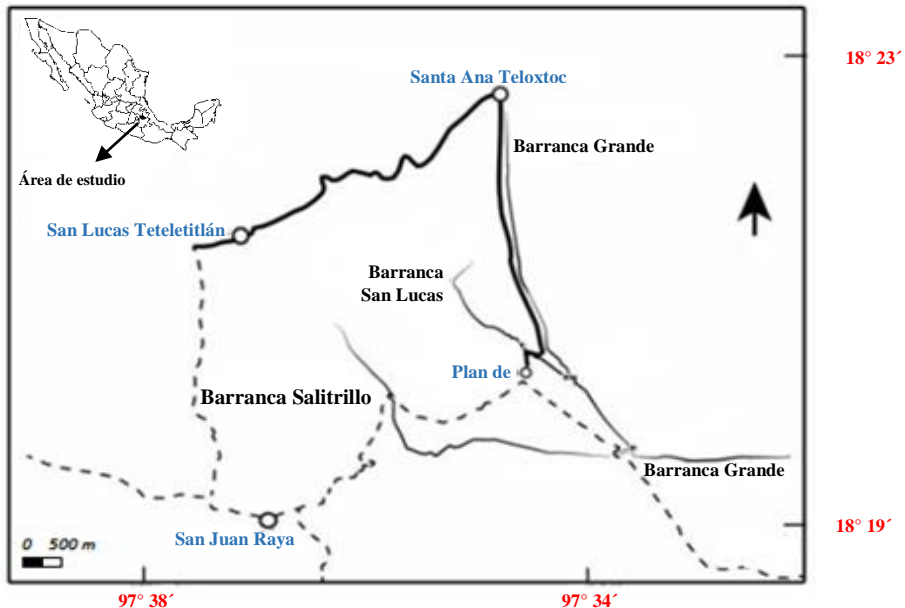 18° 23´
Santa Ana Teloxtoc
Barranca Grande
Área de estudio
San Lucas Teteletitlán
Barranca
San Lucas
Plan de
Barranca Salitrillo
Barranca Grande
San Juan Raya
18° 19´
0 500 m
97° 38´
97° 34´